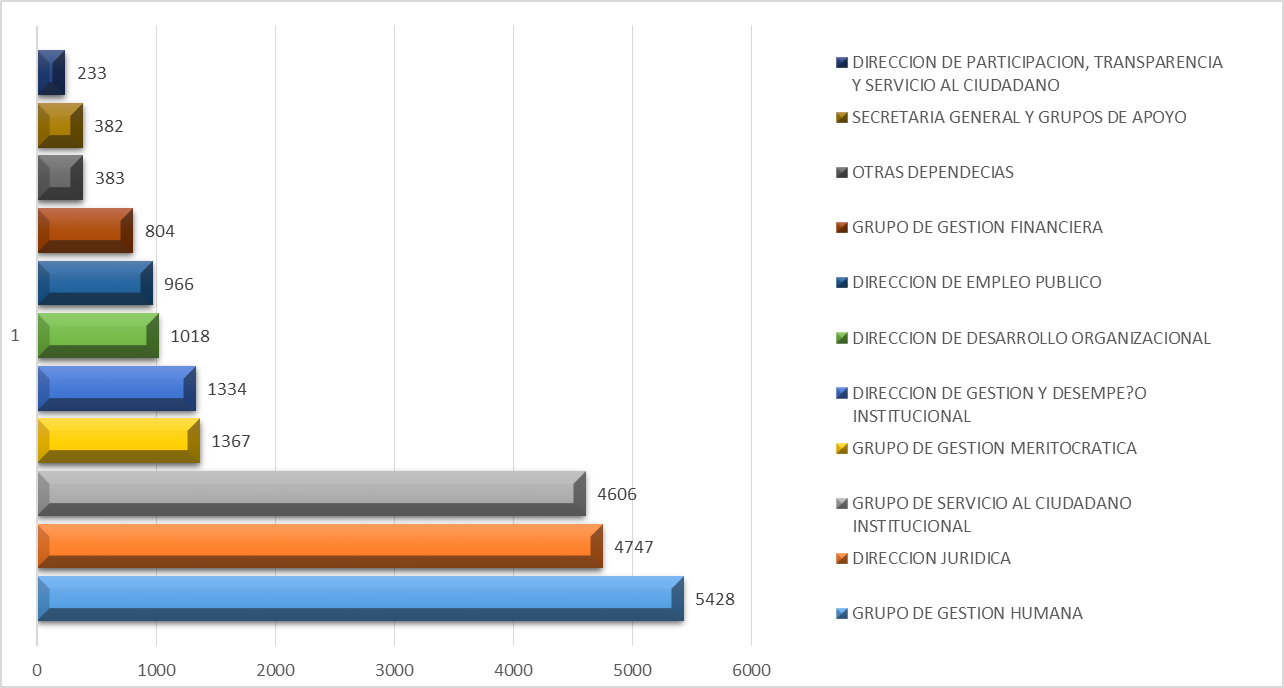 233
382
383
804
966
1018
1334
1367
4606
4747
5428
1
0 1000 2000 3000 4000 5000 6000
DIRECCION DE PARTICIPACION, TRANSPARENCIA
Y SERVICIO AL CIUDADANO
SECRETARIA GENERAL Y GRUPOS DE APOYO
OTRAS DEPENDECIAS
GRUPO DE GESTION FINANCIERA
DIRECCION DE EMPLEO PUBLICO
DIRECCION DE DESARROLLO ORGANIZACIONAL
DIRECCION DE GESTION Y DESEMPE?O
INSTITUCIONAL
GRUPO DE GESTION MERITOCRATICA
GRUPO DE SERVICIO AL CIUDADANO
INSTITUCIONAL
DIRECCION JURIDICA
GRUPO DE GESTION HUMANA